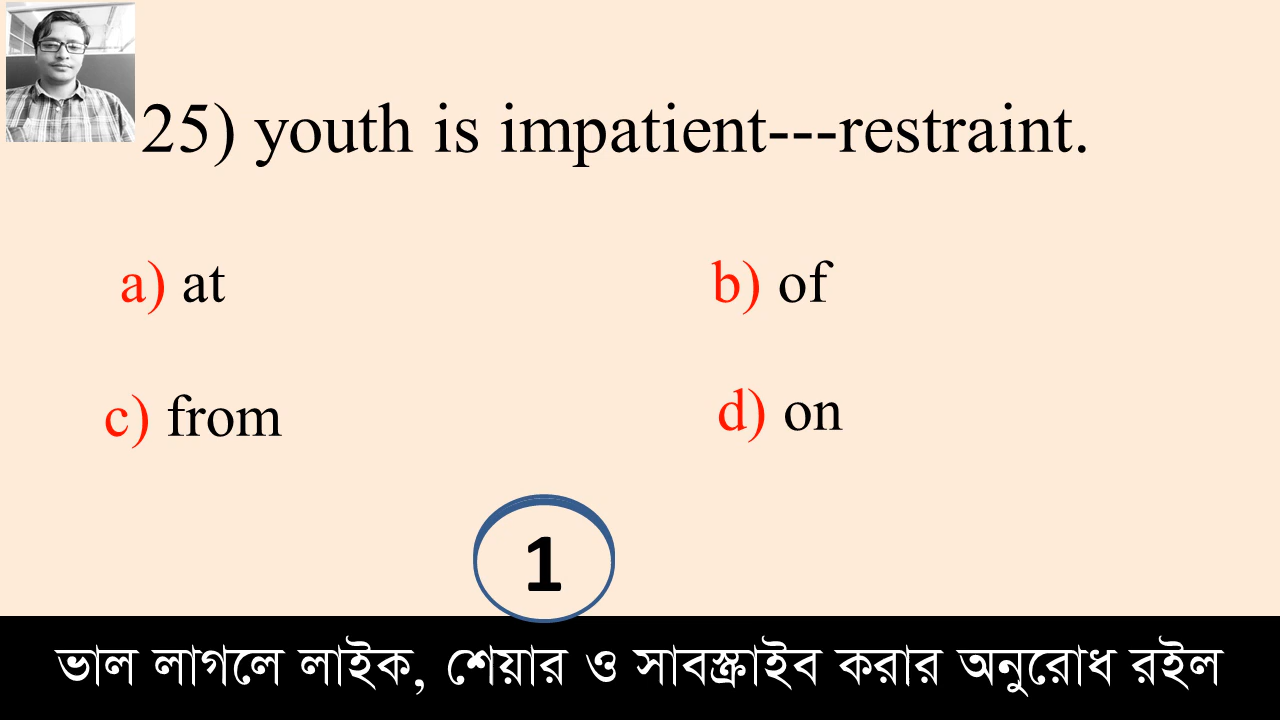 25) youth is impatient---restraint.
a) at b) of
c) from d) on
1
ভাল লাগলে লাইক, শেয়ার ও সাবস্ক্রাইব করার অনুরোধ রইল